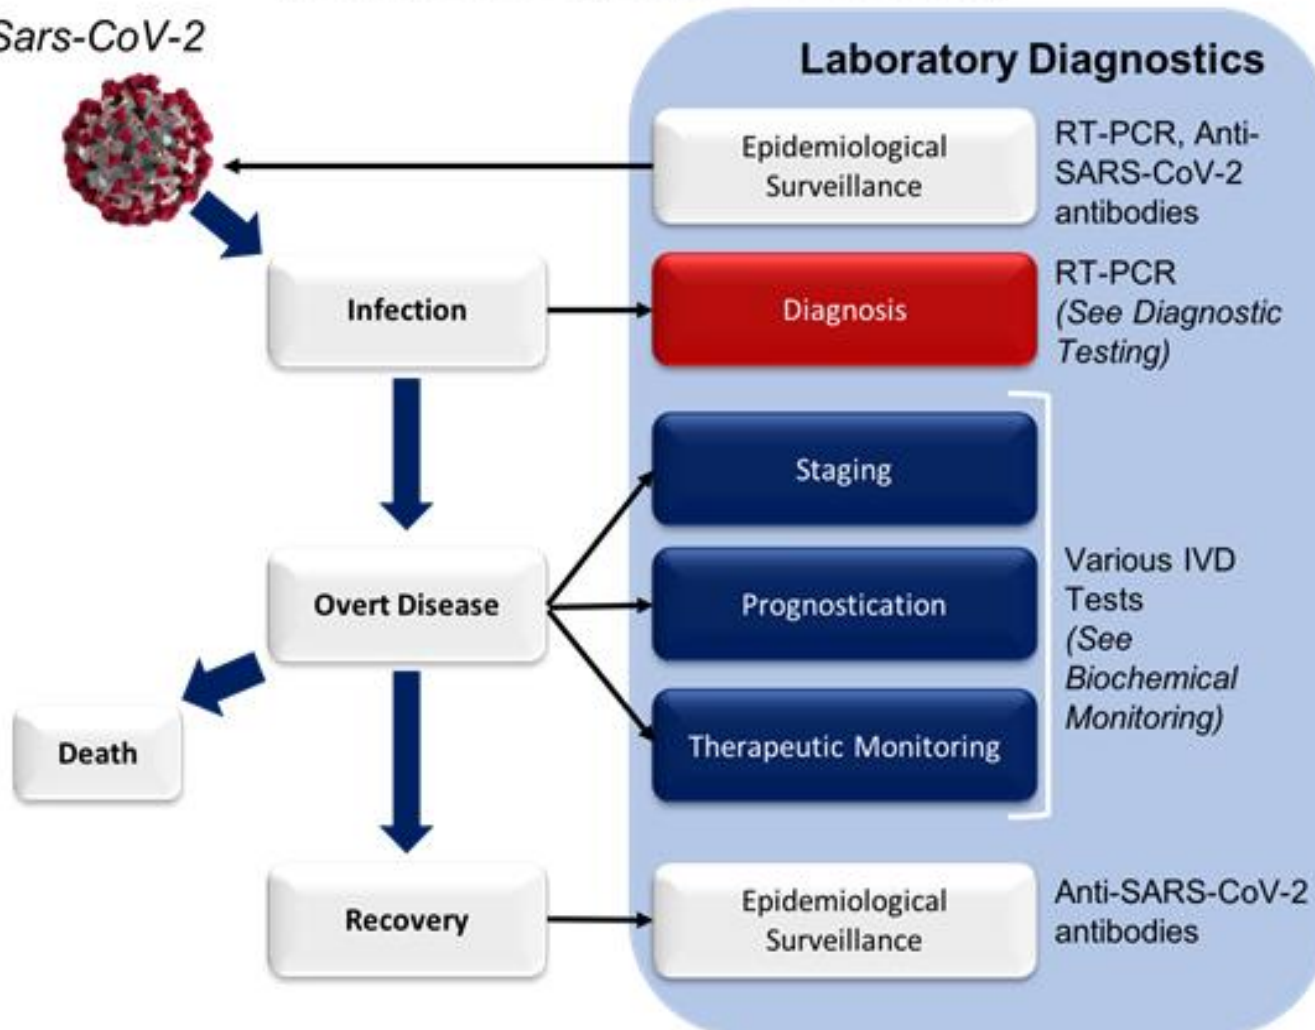 Sars-CoV-2
Laboratory Diagnostics
Epidemiological
Surveillance
RT-PCR, Anti-
SARS-CoV-2
antibodies
Infection
Diagnosis
RT-PCR
(See Diagnostic
Testing)
Staging
Overt Disease
Prognostication
Various IVD
Tests
(See
Biochemical
Monitoring)
Death
Therapeutic Monitoring
Recovery
Epidemiological
Surveillance
Anti-SARS-CoV-2
antibodies